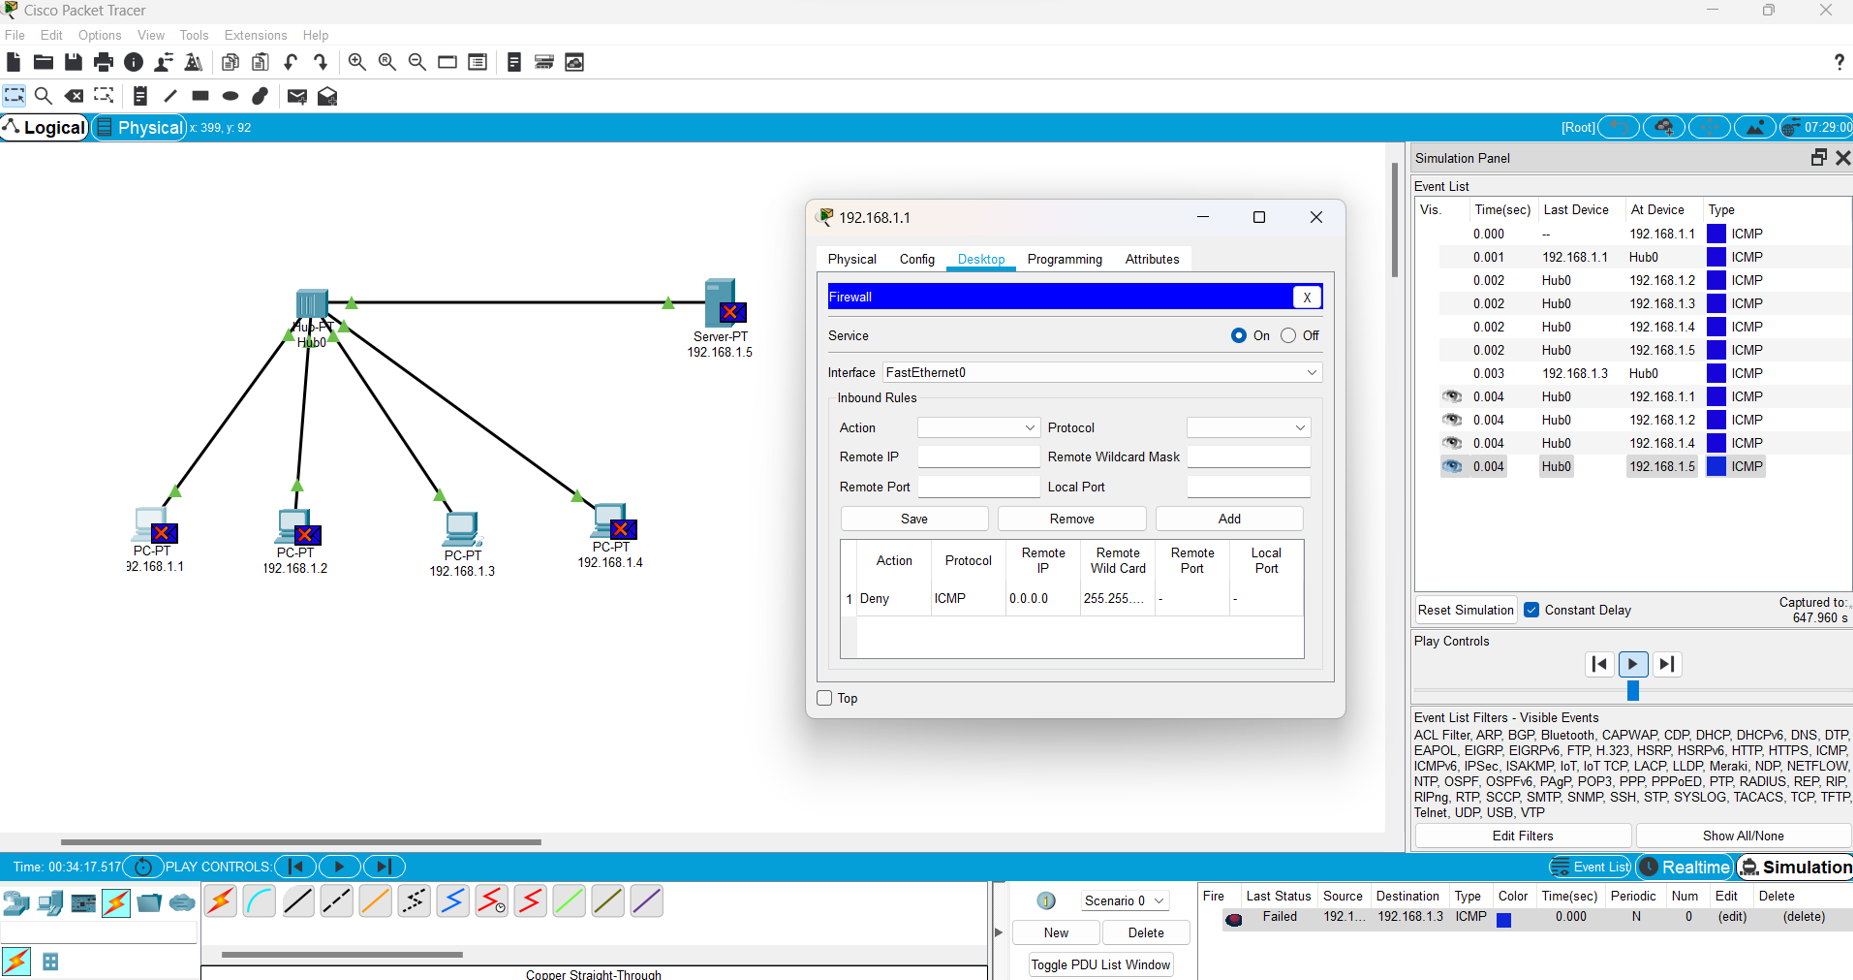 Cisco Packet Tracer
File Edit Options View Tools Extensions Help
Logical Physical x: 399, y: 92 [Root] 07:29:00
Simulation Panel
Event List
Vis. Time(sec) Last Device At Device Type
0.000 -- 192.168.1.1 ICMP
0.001 192.168.1.1 Hub0 ICMP
0.002 Hub0 192.168.1.2 ICMP
0.002 Hub0 192.168.1.3 ICMP
0.002 Hub0 192.168.1.4 ICMP
0.002 Hub0 192.168.1.5 ICMP
0.003 192.168.1.3 Hub0 ICMP
0.004 Hub0 192.168.1.1 ICMP
0.004 Hub0 192.168.1.2 ICMP
0.004 Hub0 192.168.1.4 ICMP
0.004 Hub0 192.168.1.5 ICMP
Reset Simulation Constant Delay Captured to:
647.960 s
Play Controls
Event List Filters - Visible Events
ACL Filter, ARP, BGP, Bluetooth, CAPWAP, CDP, DHCP, DHCPv6, DNS, DTP,
EAPOL, EIGRP, EIGRPv6, FTP, H.323, HSRP, HSRPv6, HTTP, HTTPS, ICMP,
ICMPv6, IPSec, ISAKMP, IoT, IoT TCP, LACP, LLDP, Meraki, NDP, NETFLOW,
NTP, OSPF, OSPFv6, PAgP, POP3, PPP, PPPoED, PTP, RADIUS, REP, RIP,
RIPng, RTP, SCCP, SMTP, SNMP, SSH, STP, SYSLOG, TACACS, TCP, TFTP,
Telnet, UDP, USB, VTP
Edit Filters Show All/None
Hub-PT
Hub0
Server-PT
192.168.1.5
PC-PT
92.168.1.1
PC-PT
192.168.1.2
PC-PT
192.168.1.3
PC-PT
192.168.1.4
192.168.1.1
Physical Config Desktop Programming Attributes
Firewall X
Service On Off
Interface FastEthernet0
Inbound Rules
Action Protocol
Remote IP Remote Wildcard Mask
Remote Port Local Port
Save Remove Add
Action Protocol Remote IP Remote Wild Card Remote Port Local Port
1 Deny ICMP 0.0.0.0 255.255.... - -
Top
Time: 00:34:17.517 PLAY CONTROLS: Event List Realtime Simulation
Copper Straight-Through
Scenario 0
New Delete
Toggle PDU List Window
Fire Last Status Source Destination Type Color Time(sec) Periodic Num Edit Delete
Failed 192.1... 192.168.1.3 ICMP 0.000 N 0 (edit) (delete)